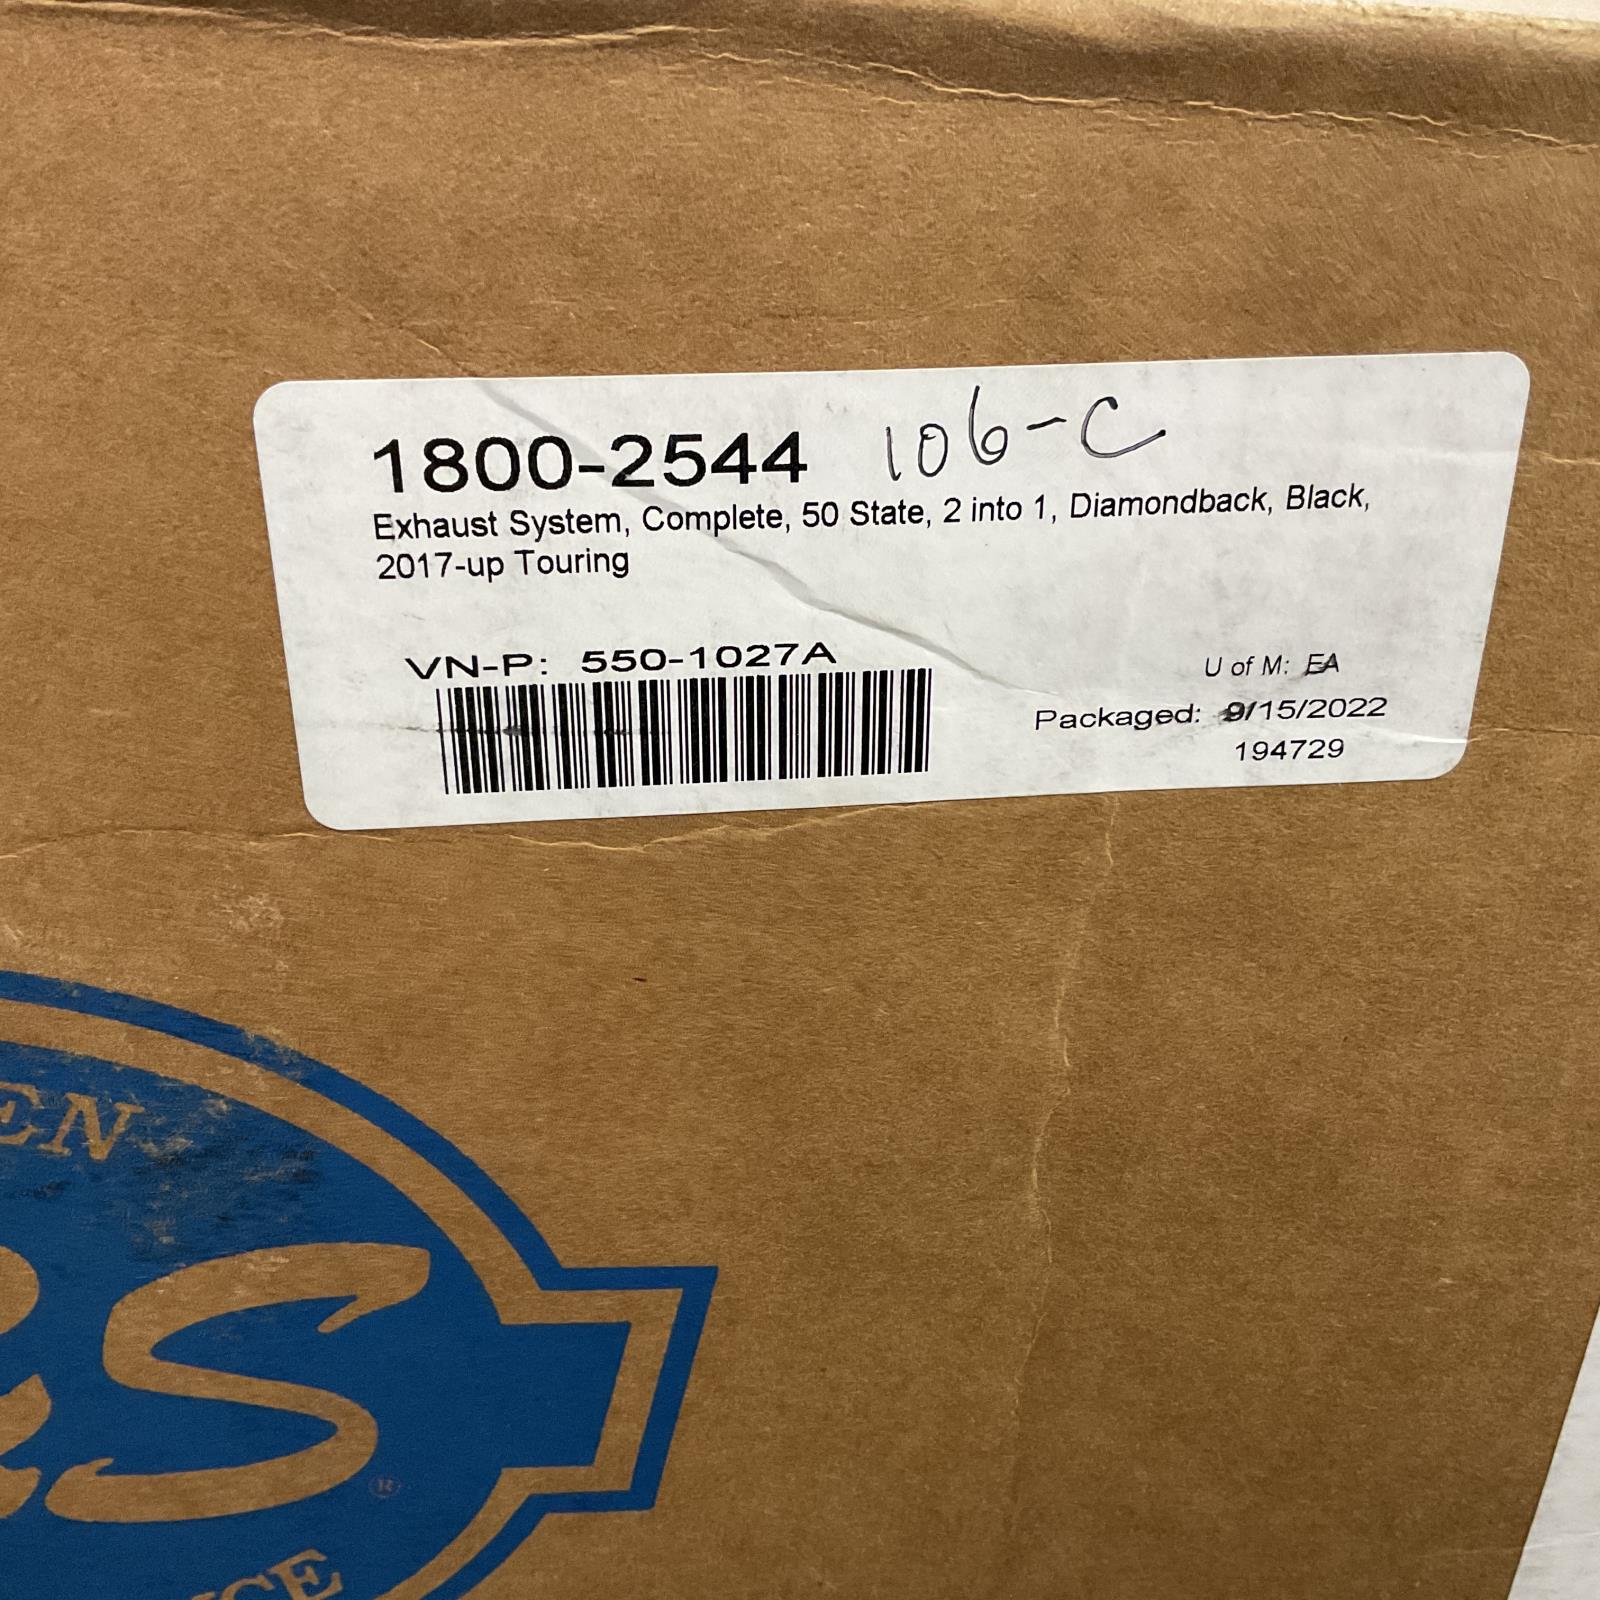 1800-2544 106-C
Exhaust System, Complete, 50 State, 2 into 1, Diamondback, Black,
2017-up Touring
VN-P: 550-1027A
U of M: EA
Packaged: 9/15/2022
194729
EN
&S®
CE